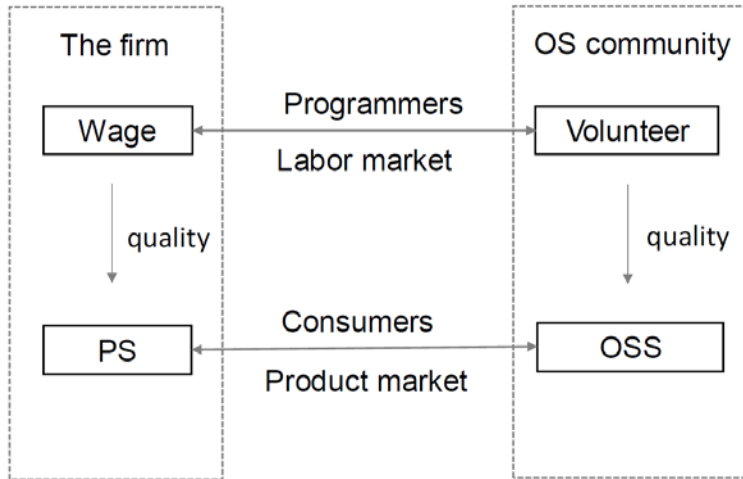 The firm
OS community
Programmers
Wage
Volunteer
Labor market
quality
quality
Consumers
PS
OSS
Product market